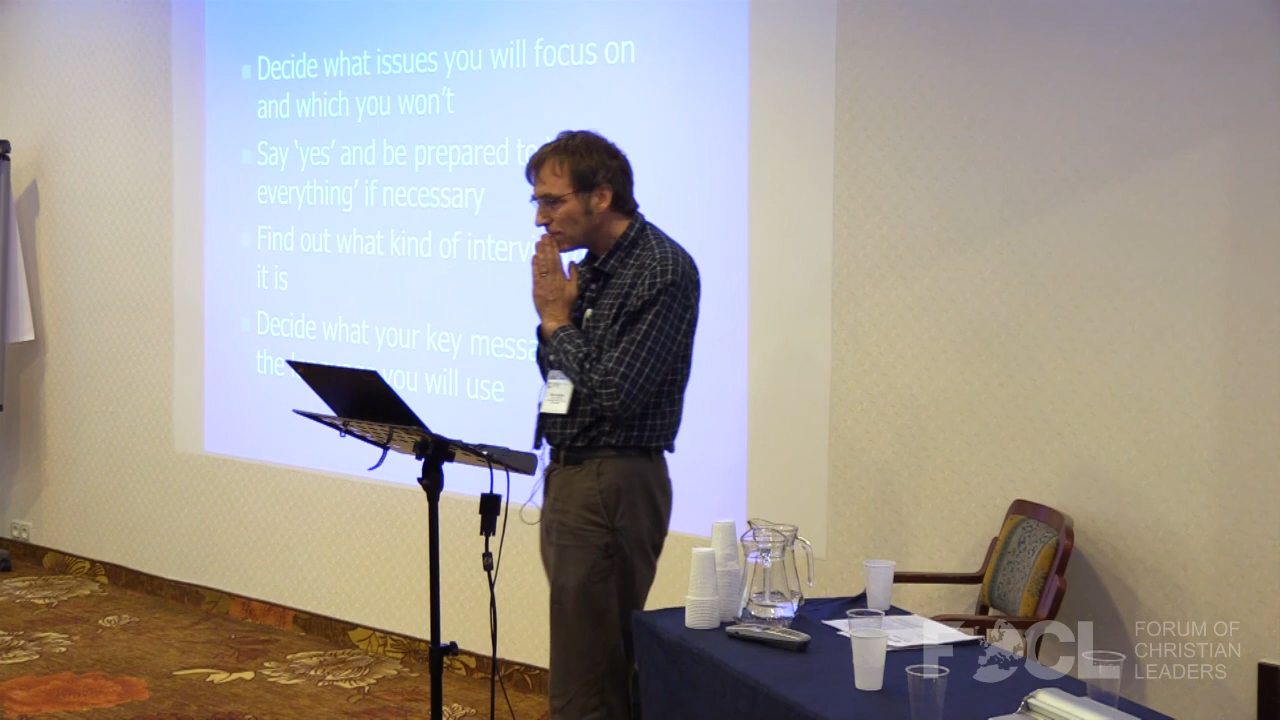 Decide what issues you will focus on
and which you won't
Say 'yes' and be prepared to
everything' if necessary
Find out what kind of
it is
Decide what your key
the you will use
FOCL
FORUM OF
CHRISTIAN
LEADERS